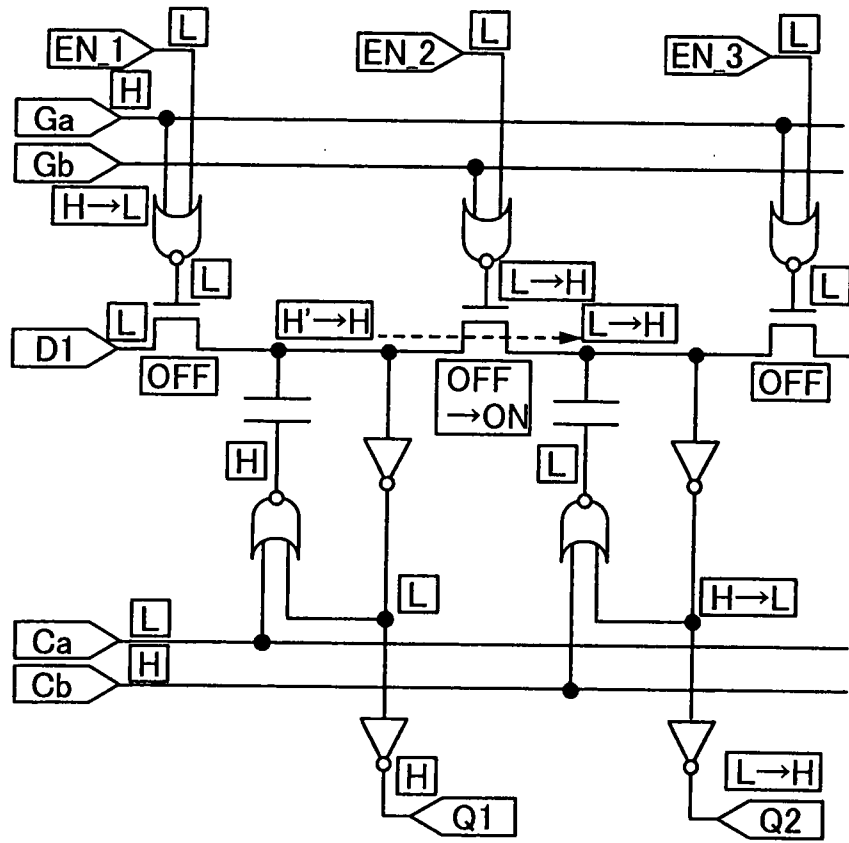 EN_1
L
EN_2
L
EN_3
L
H
Ga
Gb
H→L
L
L→H
L
L
H'→H
L→H
D1
OFF
OFF
→ON
OFF
H
L
L
H→L
L
Ca
H
Cb
H
L→H
Q1
Q2